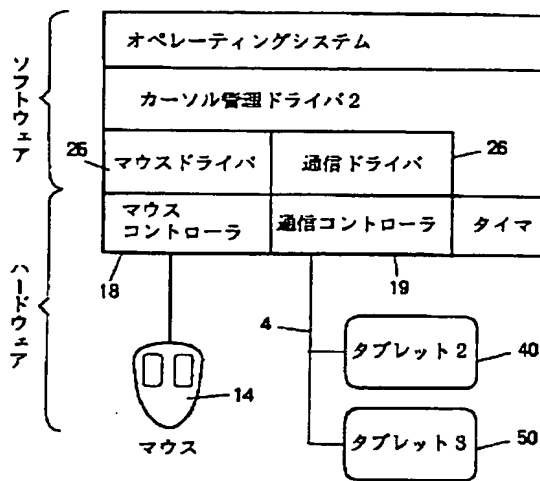 オペレーティングシステム
カーソル管理ドライバ2
ソフトウェア
25
マウスドライバ
通信ドライバ
26
マウス
コントローラ
通信コントローラ
タイマ
ハードウェア
18
19
4
タブレット2
40
14
マウス
タブレット3
50